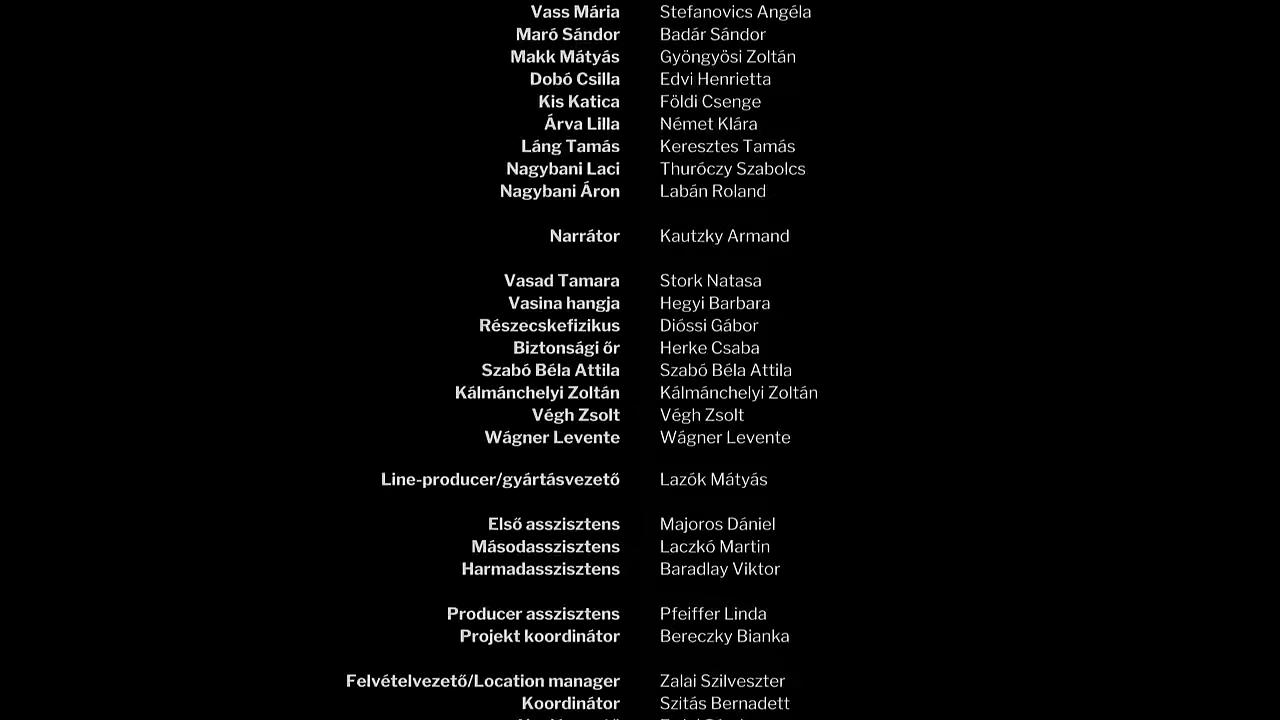 Vass Mária Stefanovics Angéla
Maró Sándor Badár Sándor
Makk Mátyás Gyöngyösi Zoltán
Dobó Csilla Edvi Henrietta
Kis Katica Földi Csenge
Árva Lilla Német Klára
Láng Tamás Keresztes Tamás
Nagybani Laci Thuróczy Szabolcs
Nagybani Áron Labán Roland
Narrátor Kautzky Armand
Vasad Tamara Stork Natasa
Vasina hangja Hegyi Barbara
Részecskefizikus Dióssi Gábor
Biztonsági őr Herke Csaba
Szabó Béla Attila Szabó Béla Attila
Kálmánchelyi Zoltán Kálmánchelyi Zoltán
Végh Zsolt Végh Zsolt
Wágner Levente Wágner Levente
Line-producer/gyártásvezető Lazók Mátyás
Első asszisztens Majoros Dániel
Másodasszisztens Laczkó Martin
Harmadasszisztens Baradlay Viktor
Producer asszisztens Pfeiffer Linda
Projekt koordinátor Bereczky Bianka
Felvételvezető/Location manager Zalai Szilveszter
Koordinátor Szitás Bernadett